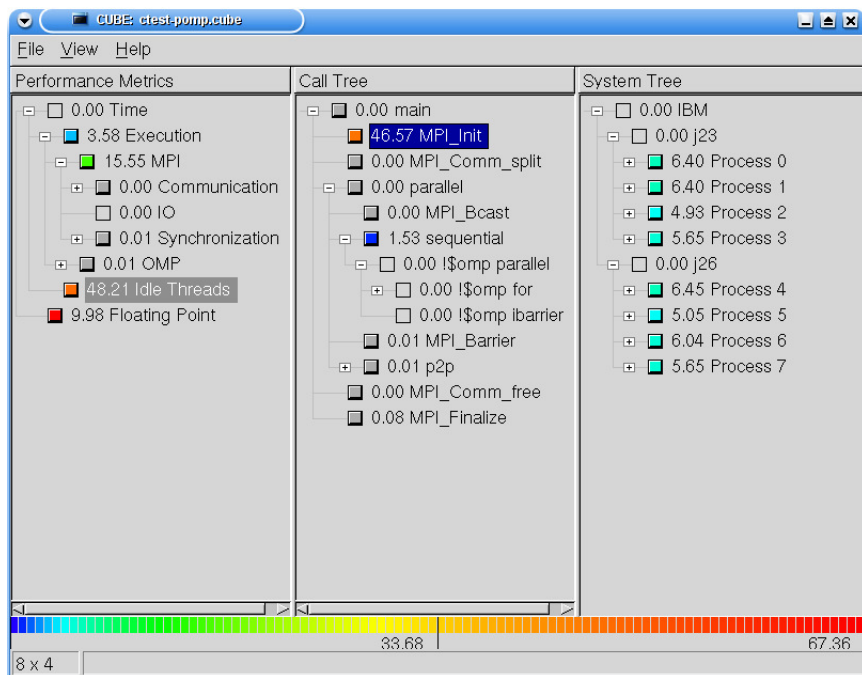 CUBE: ctest-pomp.cube
File View Help
Performance Metrics
0.00 Time
3.58 Execution
15.55 MPI
0.00 Communication
0.00 IO
0.01 Synchronization
0.01 OMP
48.21 Idle Threads
9.98 Floating Point
Call Tree
0.00 main
46.57 MPI_Init
0.00 MPI_Comm_split
0.00 parallel
0.00 MPI_Bcast
1.53 sequential
0.00 !$omp parallel
0.00 !$omp for
0.00 !$omp ibarrier
0.01 MPI_Barrier
0.01 p2p
0.00 MPI_Comm_free
0.08 MPI_Finalize
System Tree
0.00 IBM
0.00 j23
6.40 Process 0
6.40 Process 1
4.93 Process 2
5.65 Process 3
0.00 j26
6.45 Process 4
5.05 Process 5
6.04 Process 6
5.65 Process 7
33.68 67.36
8 x 4